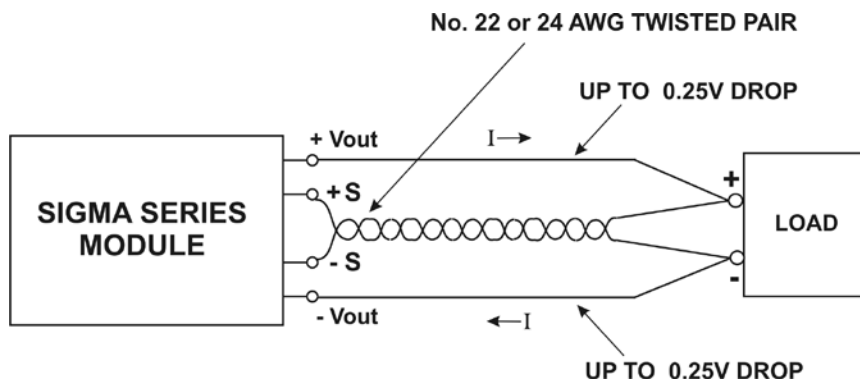 No. 22 or 24 AWG TWISTED PAIR
UP TO 0.25V DROP
+ Vout
I
+ S
SIGMA SERIES
MODULE
- S
- Vout
I
+
LOAD
-
UP TO 0.25V DROP